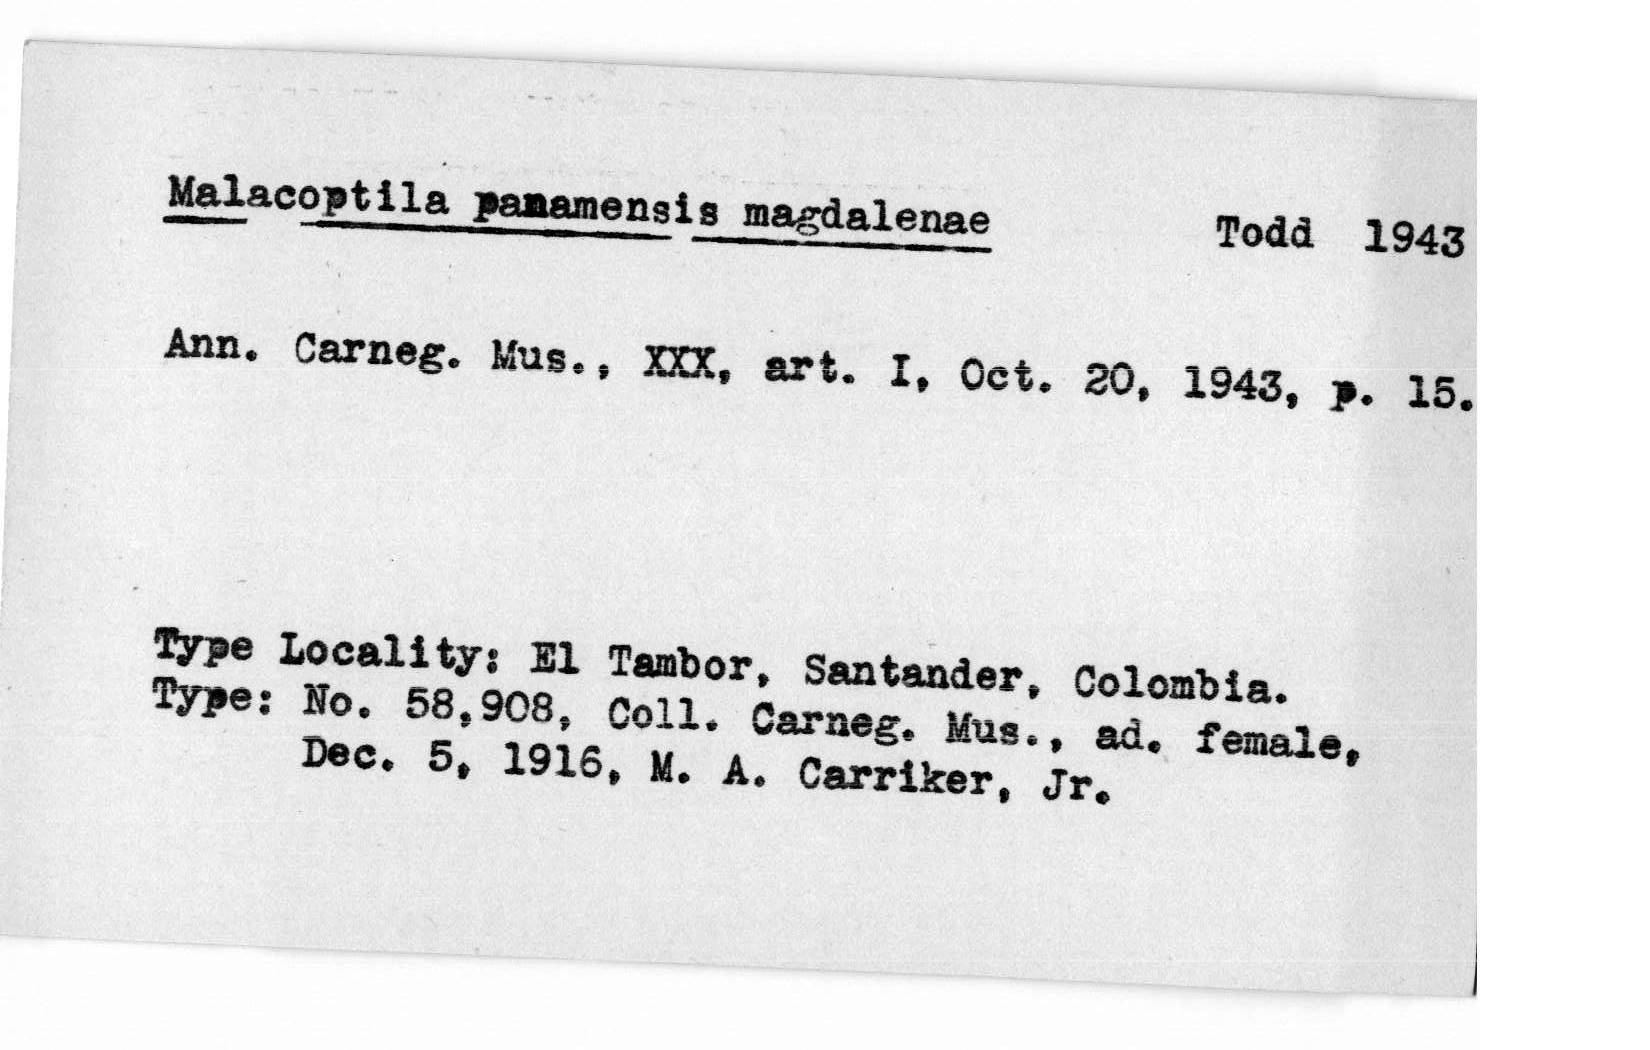 Malacoptila panamensis magdalenae Todd 1943
Ann. Carneg. Mus., XXX, art. I, Oct. 20, 1943, p. 15.
Type Locality: El Tambor, Santander, Colombia.
Type: No. 58,908, Coll. Carneg. Mus., ad. female,
Dec. 5, 1916, M. A. Carriker, Jr.